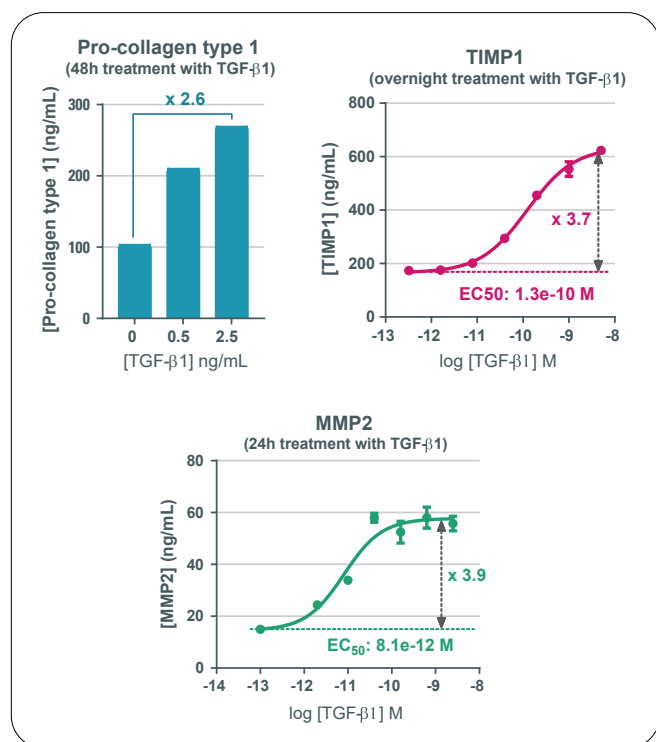 Pro-collagen type 1
(48h treatment with TGF-β1)
x 2.6
[Pro-collagen type 1] (ng/mL)
300
200
100
0
0 0.5 2.5
[TGF-β1] ng/mL
TIMP1
(overnight treatment with TGF-β1)
[TIMP1] (ng/mL)
800
600
400
200
0
x 3.7
EC50: 1.3e-10 M
-13 -12 -11 -10 -9 -8
log [TGF-β1] M
MMP2
(24h treatment with TGF-β1)
[MMP2] (ng/mL)
80
60
40
20
0
x 3.9
EC₅₀: 8.1e-12 M
-14 -13 -12 -11 -10 -9 -8
log [TGF-β1] M